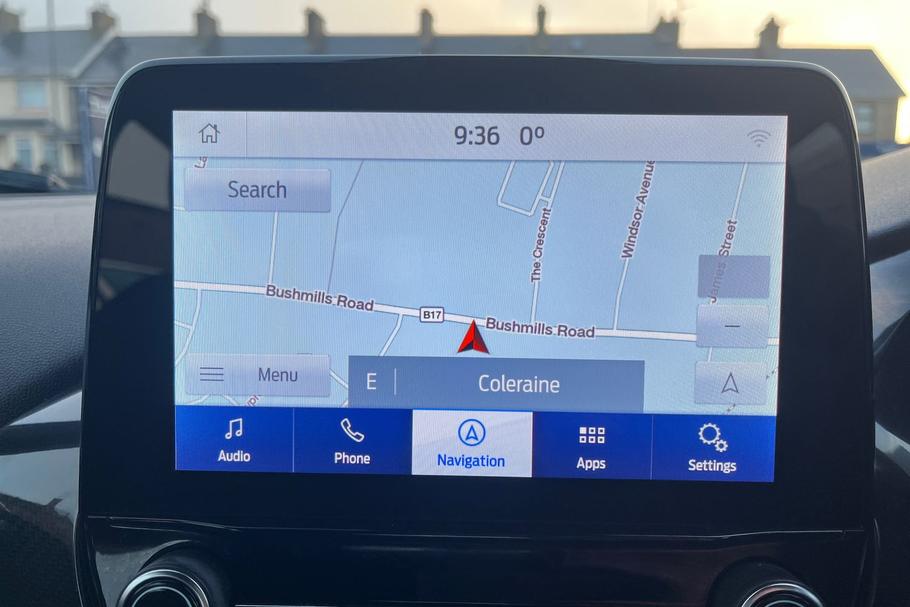 9:36 0º
Search
The Crescent
Windsor Avenue
James Street
Bushmills Road
B17
Bushmills Road
Menu
E
Coleraine
Audio
Phone
Navigation
Apps
Settings